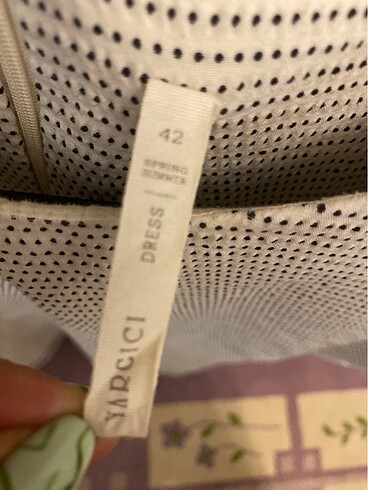 42
SPRING
SUMMER
DRESS
YARGICI